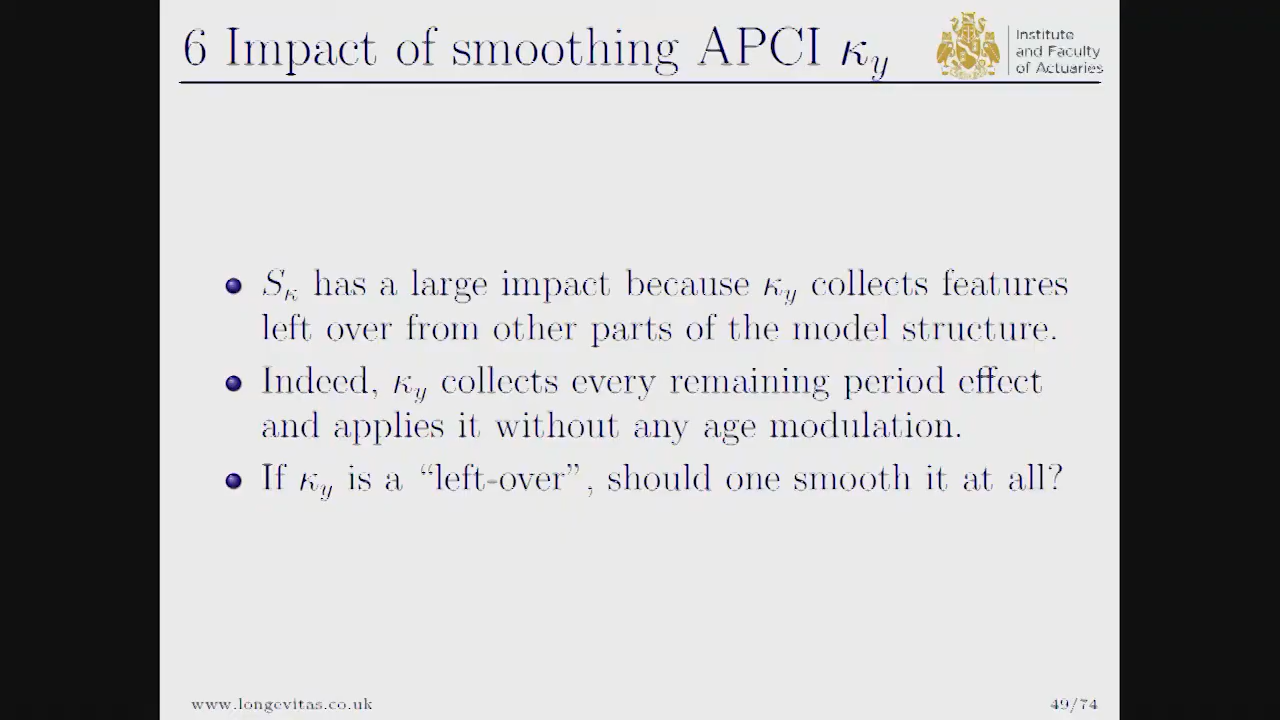 6 Impact of smoothing APCI κy
Institute
and Faculty
of Actuaries
Sκ has a large impact because κy collects features
left over from other parts of the model structure.
Indeed, κy collects every remaining period effect
and applies it without any age modulation.
If κy is a “left-over”, should one smooth it at all?
www.longevitas.co.uk
49/74